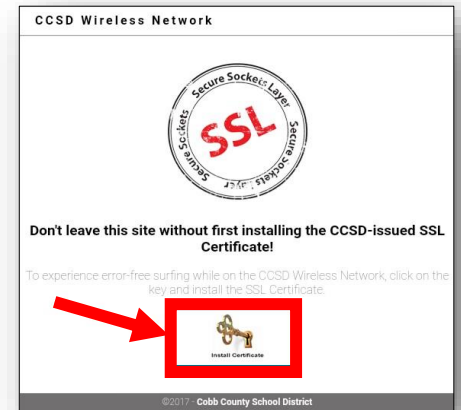 CCSD Wireless Network
Secure Sockets Layer
Secure Sockets
Secure Sockets
Layer
SSL
Don't leave this site without first installing the CCSD-issued SSL
Certificate!
To experience error-free surfing while on the CCSD Wireless Network, click on the
key and install the SSL Certificate.
Install Certificate
©2017 - Cobb County School District